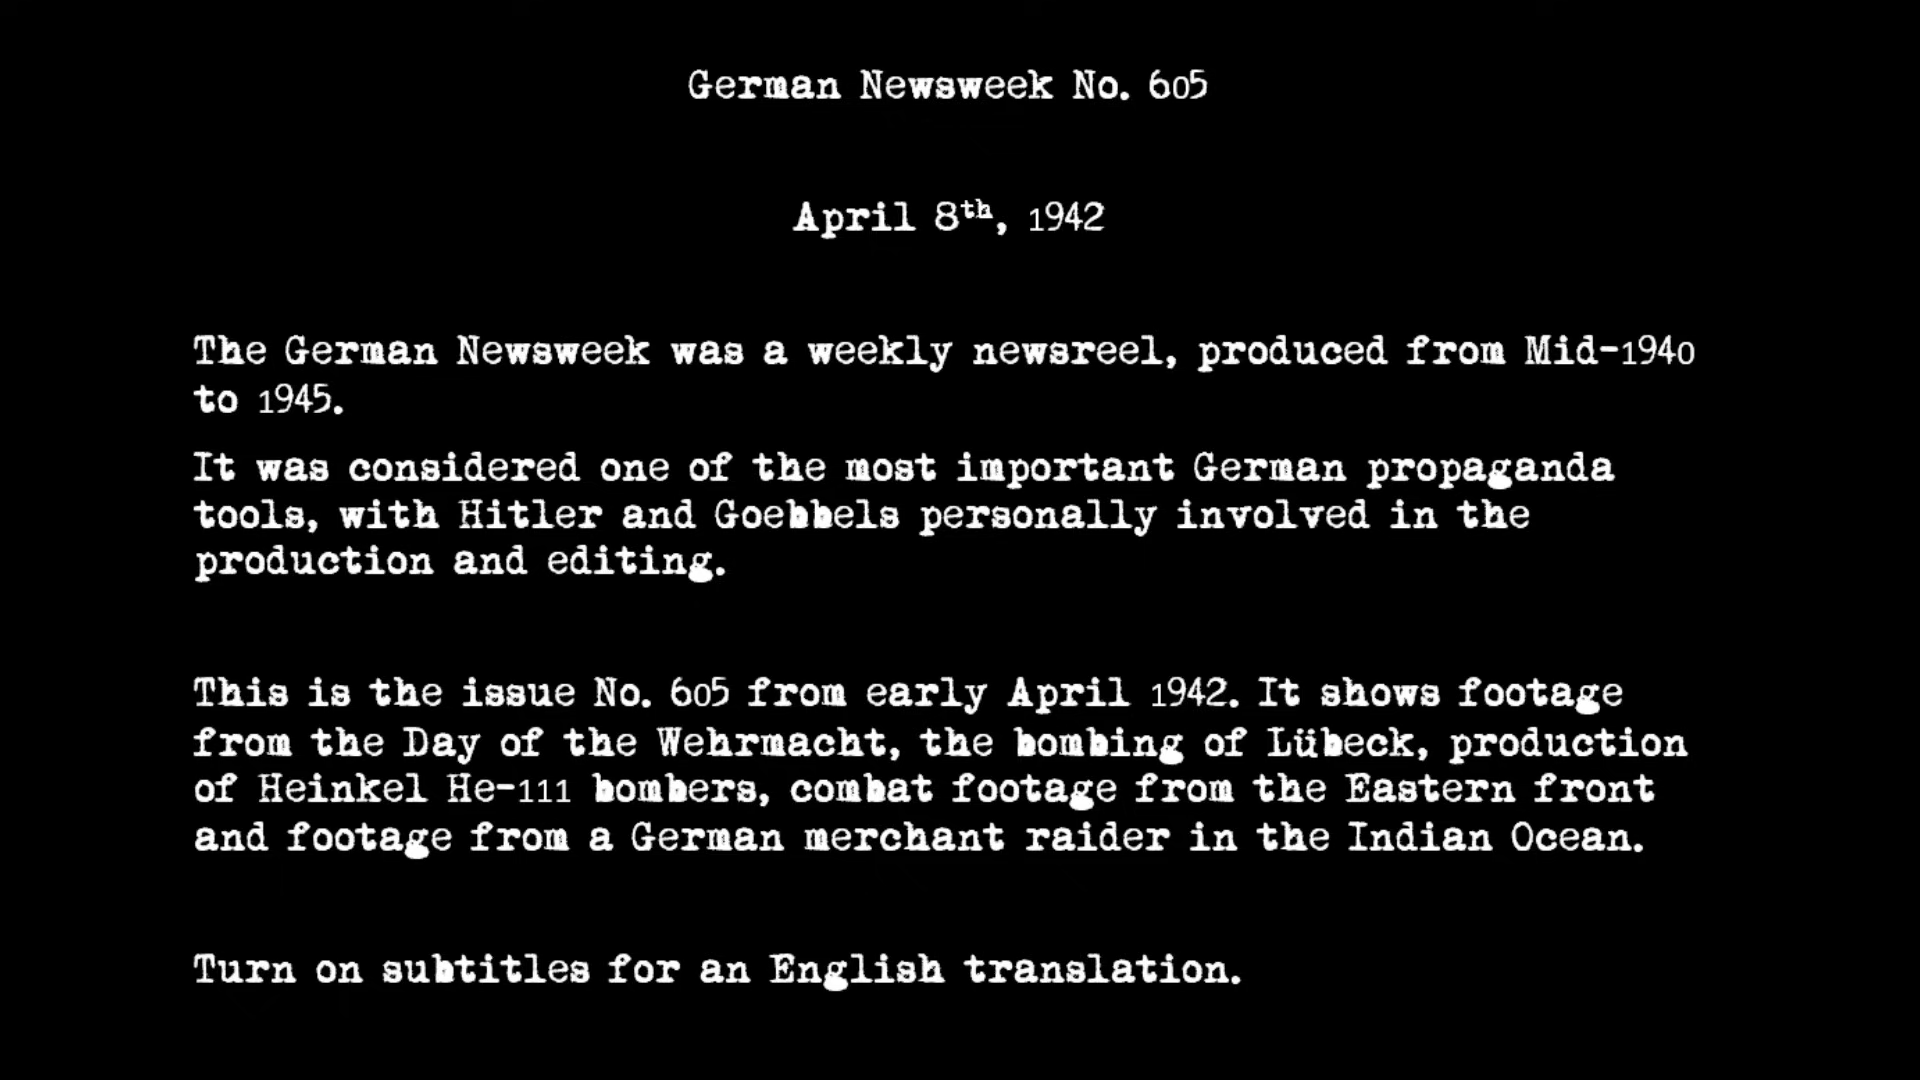 German Newsweek No. 605
April 8th, 1942
The German Newsweek was a weekly newsreel, produced from Mid-1940
to 1945.
It was considered one of the most important German propaganda
tools, with Hitler and Goebbels personally involved in the
production and editing.
This is the issue No. 605 from early April 1942. It shows footage
from the Day of the Wehrmacht, the bombing of Lübeck, production
of Heinkel He-111 bombers, combat footage from the Eastern front
and footage from a German merchant raider in the Indian Ocean.
Turn on subtitles for an English translation.